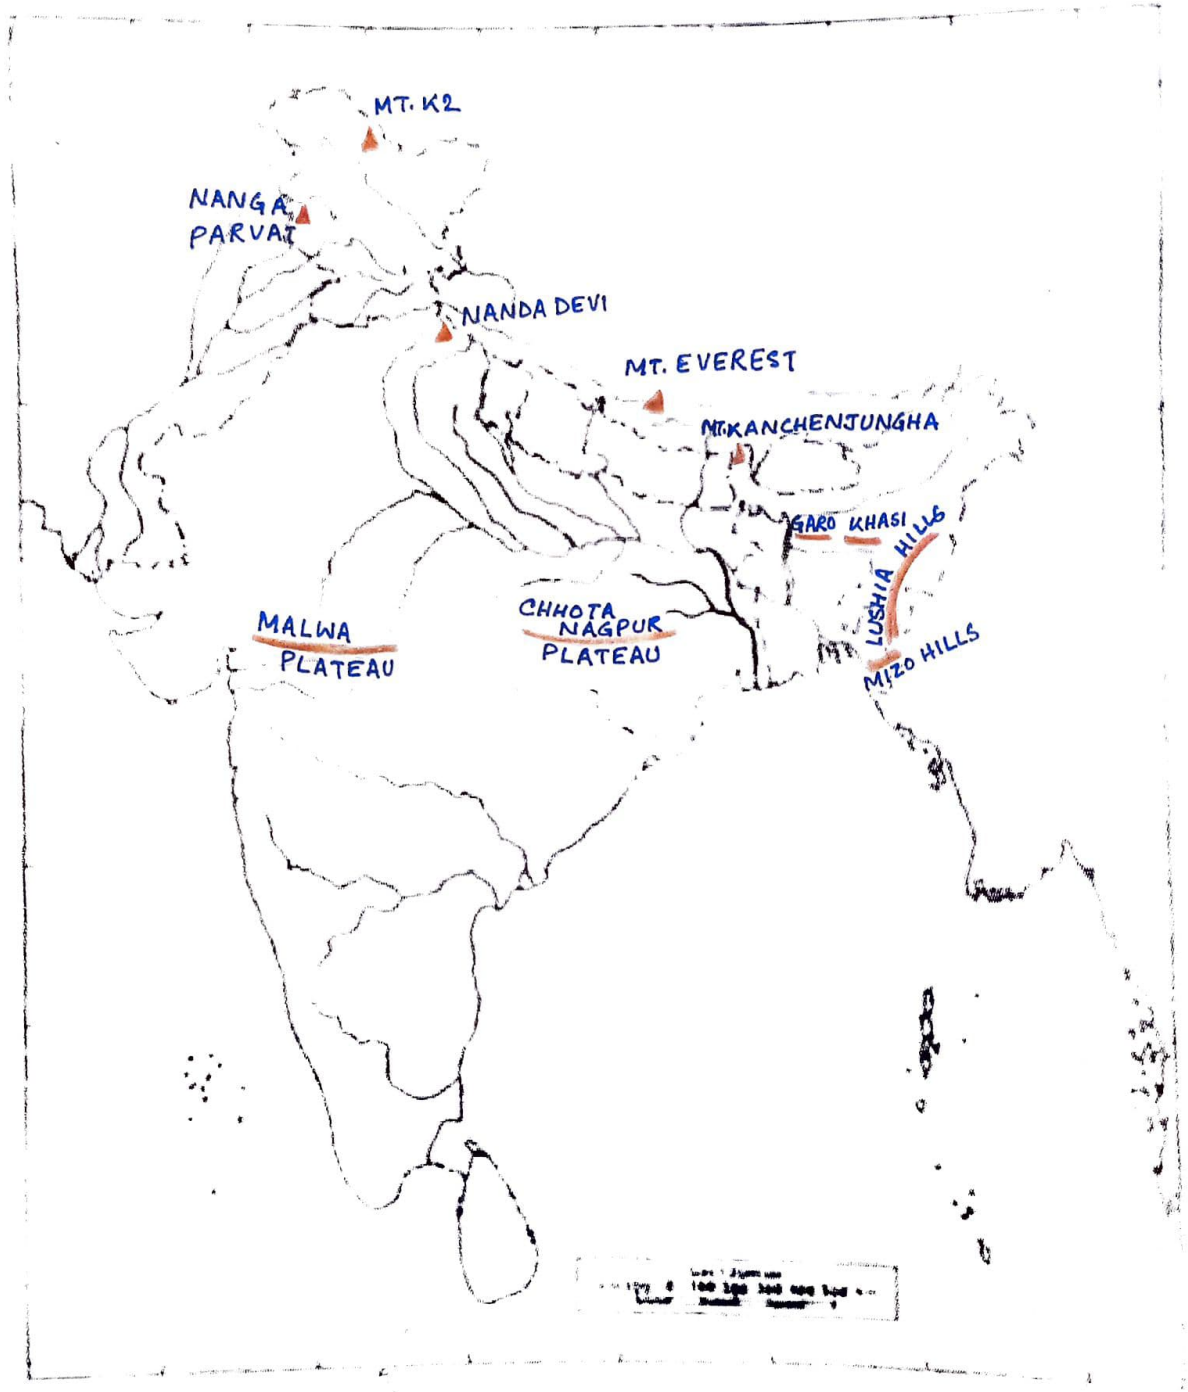 MT. K2
NANGA
PARVAT
NANDA DEVI
MT. EVEREST
MT.KANCHENJUNGHA
GARO KHASI
LUSHIA HILLS
MALWA
PLATEAU
CHHOTA
NAGPUR
PLATEAU
MIZO HILLS